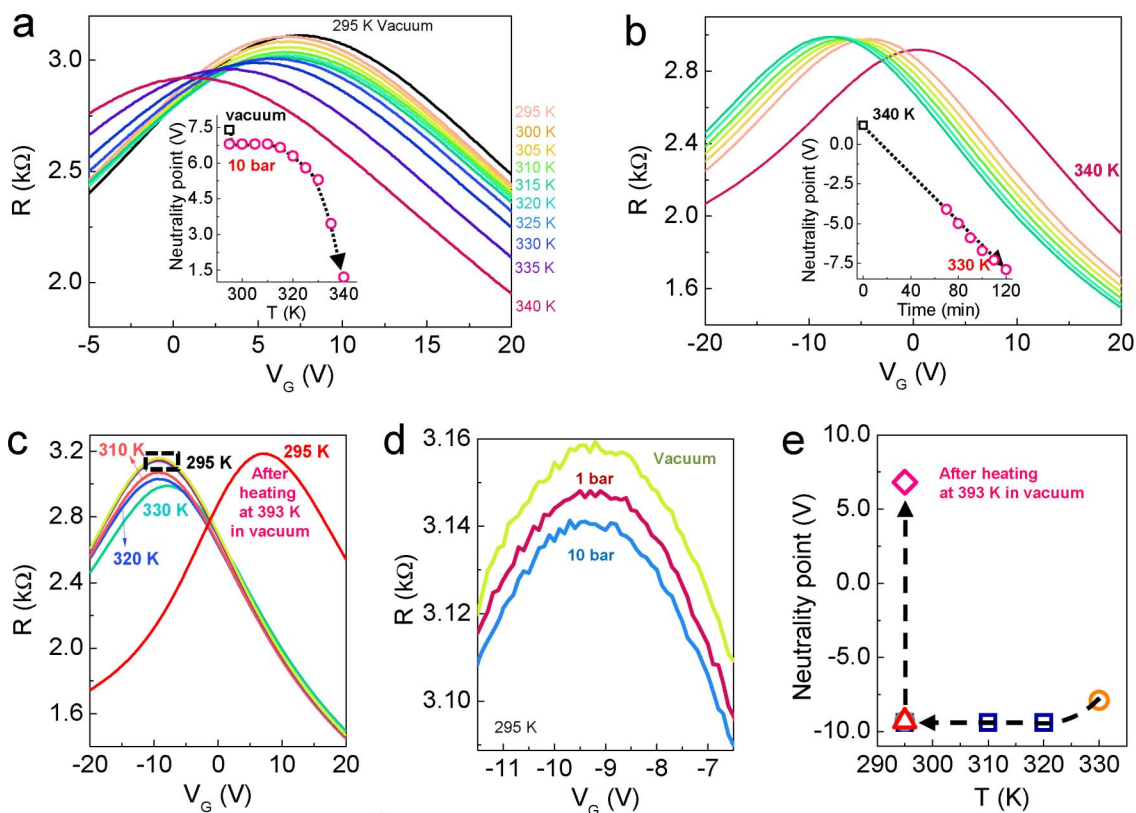 a
295 K Vacuum
R (kΩ)
3.0
2.5
2.0
-5 0 5 10 15 20
V_G (V)
295 K
300 K
305 K
310 K
315 K
320 K
325 K
330 K
335 K
340 K
Neutrality point (V)
7.5
6.0
4.5
3.0
1.5
vacuum
10 bar
300 320 340
T (K)
b
R (kΩ)
2.8
2.4
2.0
1.6
-20 -10 0 10 20
V_G (V)
340 K
Neutrality point (V)
0.0
-2.5
-5.0
-7.5
340 K
330 K
0 40 80 120
Time (min)
c
R (kΩ)
3.2
2.8
2.4
2.0
1.6
-20 -10 0 10 20
V_G (V)
310 K
295 K
330 K
320 K
295 K
After
heating
at 393 K
in vacuum
d
R (kΩ)
3.16
3.14
3.12
3.10
-11 -10 -9 -8 -7
V_G (V)
Vacuum
1 bar
10 bar
295 K
e
Neutrality point (V)
10.0
5.0
0.0
-5.0
-10.0
After heating
at 393 K in vacuum
290 300 310 320 330
T (K)